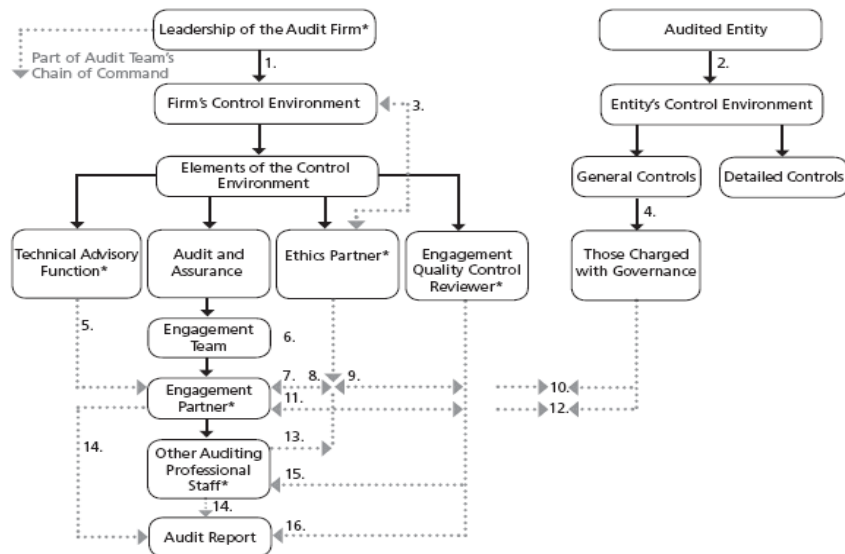 Leadership of the Audit Firm*
Audited Entity
Part of Audit Team's
Chain of Command
1.
2.
Firm's Control Environment
3.
Entity's Control Environment
Elements of the Control
Environment
General Controls
Detailed Controls
4.
Technical Advisory
Function*
Audit and
Assurance
Ethics Partner*
Engagement
Quality Control
Reviewer*
Those Charged
with Governance
5.
Engagement
Team
6.
7.
8.
9.
10.
Engagement
Partner*
11.
12.
13.
14.
Other Auditing
Professional
Staff*
15.
14.
Audit Report
16.